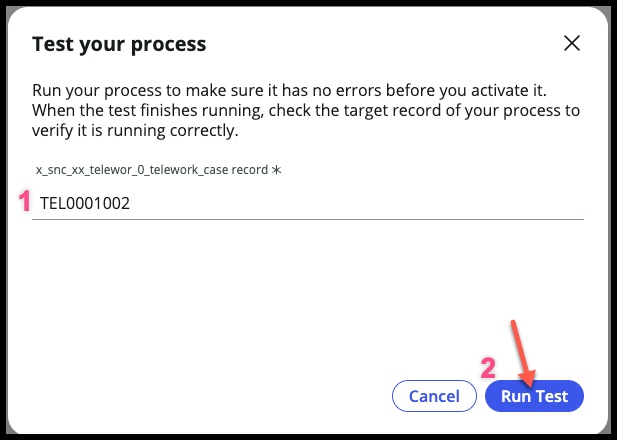 Test your process
Run your process to make sure it has no errors before you activate it.
When the test finishes running, check the target record of your process to
verify it is running correctly.
x_snc_xx_telewor_0_telework_case record *
1 TEL0001002
2
Cancel Run Test